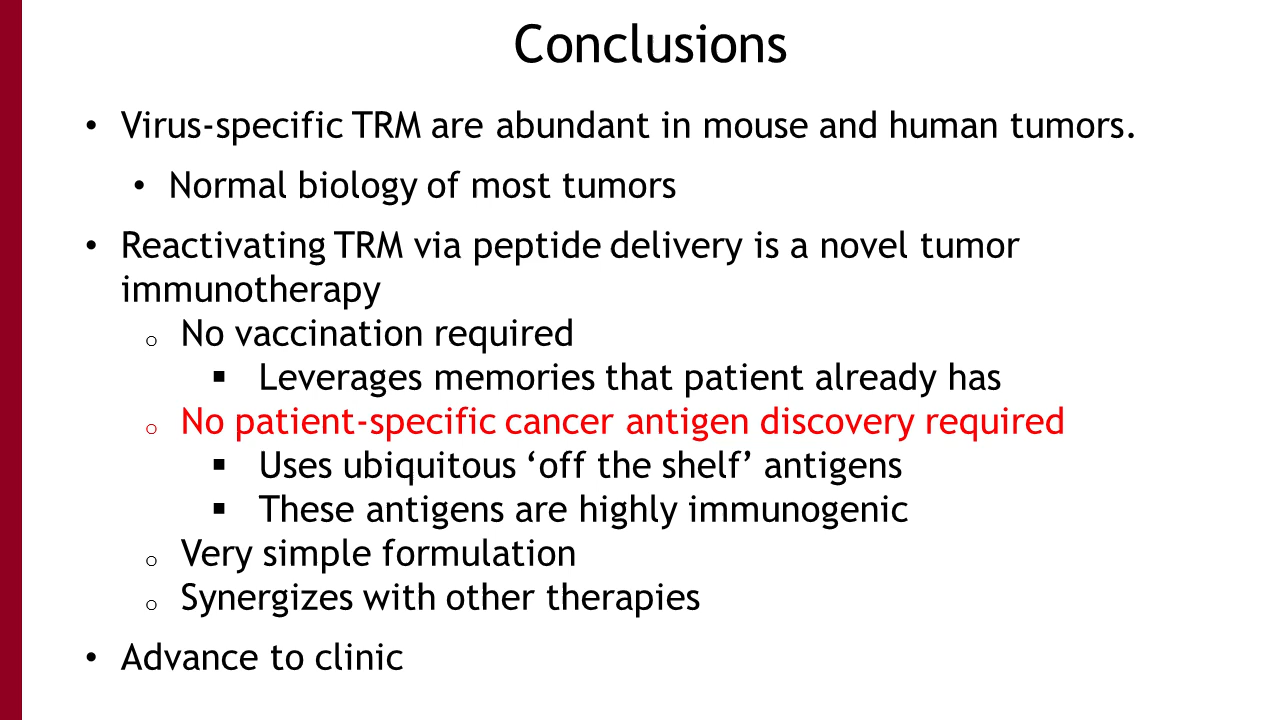 Conclusions
• Virus-specific TRM are abundant in mouse and human tumors.
• Normal biology of most tumors
• Reactivating TRM via peptide delivery is a novel tumor
immunotherapy
o No vaccination required
▪ Leverages memories that patient already has
o No patient-specific cancer antigen discovery required
▪ Uses ubiquitous ‘off the shelf’ antigens
▪ These antigens are highly immunogenic
o Very simple formulation
o Synergizes with other therapies
• Advance to clinic